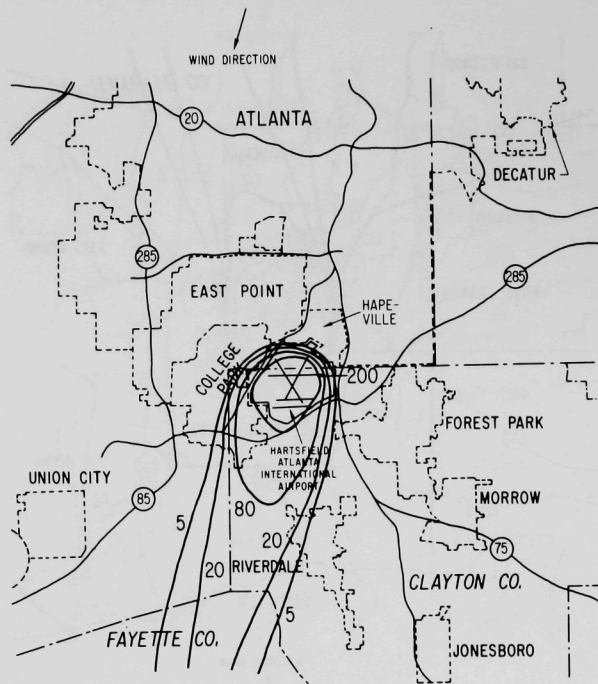 WIND DIRECTION
20
ATLANTA
DECATUR
285
285
EAST POINT
HAPE-
VILLE
COLLEGE
PARK
200
FOREST PARK
HARTSFIELD
ATLANTA
INTERNATIONAL
AIRPORT
UNION CITY
85
5
80
MORROW
20
75
20
RIVERDALE
CLAYTON CO.
5
FAYETTE CO.
JONESBORO